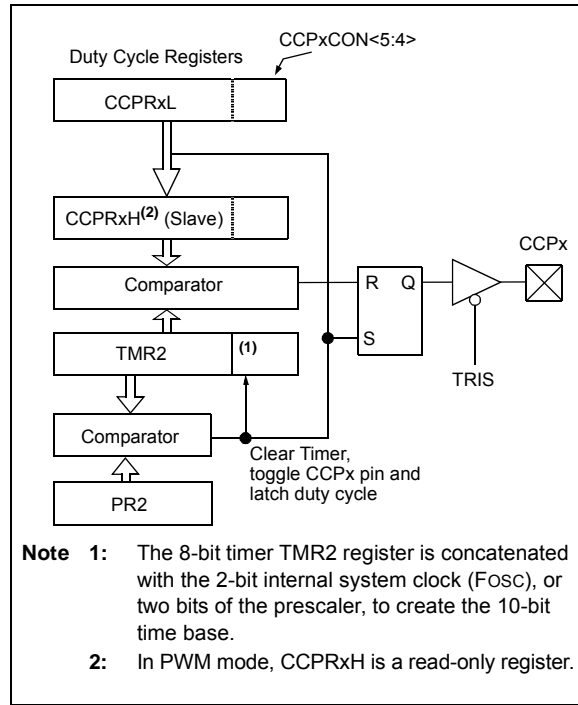 CCPxCON<5:4>
Duty Cycle Registers
CCPRxL
CCPRxH(2) (Slave)
CCPx
Comparator
R Q
TMR2
(1)
S
TRIS
Comparator
Clear Timer,
toggle CCPx pin and
latch duty cycle
PR2
Note 1: The 8-bit timer TMR2 register is concatenated
with the 2-bit internal system clock (FOSC), or
two bits of the prescaler, to create the 10-bit
time base.
2: In PWM mode, CCPRxH is a read-only register.